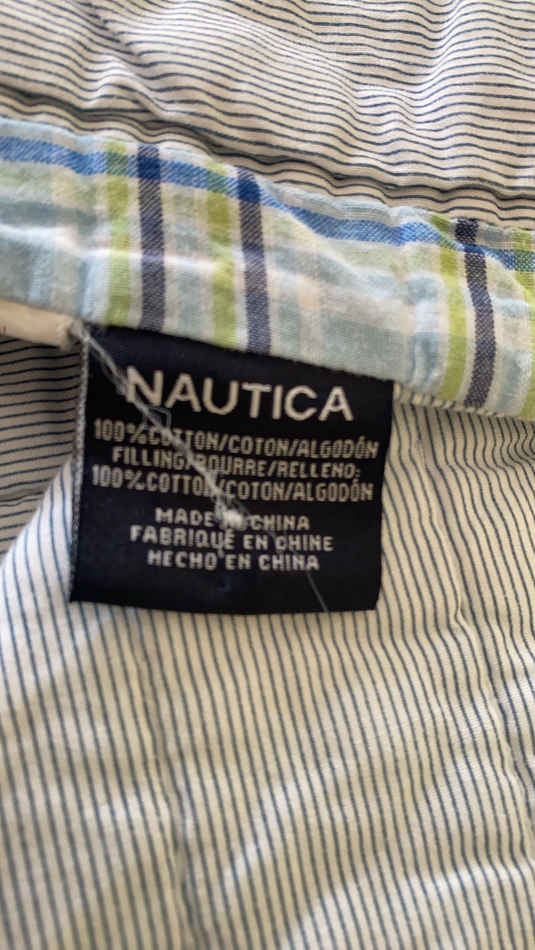 NAUTICA
100%COTTON/COTON/ALGODÓN
FILLING/BOURRE/RELLENO:
100%COTTON/COTON/ALGODÓN
MADE IN CHINA
FABRIQUÉ EN CHINE
HECHO EN CHINA